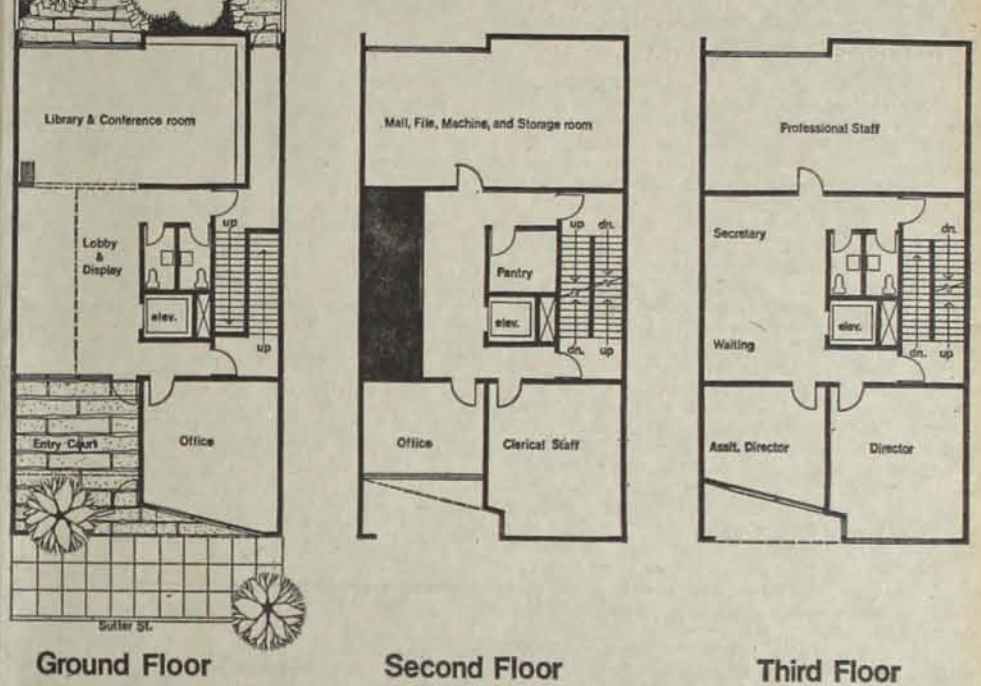 Library & Conference room
up
Lobby
&
Display
elev.
up
Entry Court
Office
Sutter St.
Ground Floor
Mail, File, Machine, and Storage room
up dn.
Pantry
elev.
dn. up
Office
Clerical Staff
Second Floor
Professional Staff
Secretary
dn.
elev.
Waiting
dn. up
Assit. Director
Director
Third Floor